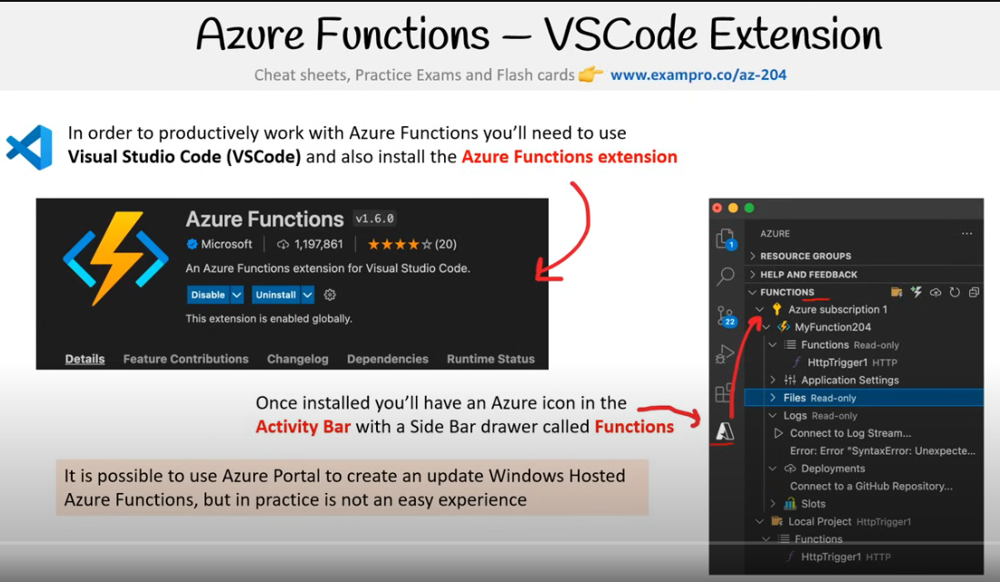 Azure Functions – VSCode Extension
Cheat sheets, Practice Exams and Flash cards 👉 www.exampro.co/az-204
In order to productively work with Azure Functions you'll need to use
Visual Studio Code (VSCode) and also install the Azure Functions extension
Azure Functions v1.6.0
Microsoft 1,197,861 (20)
An Azure Functions extension for Visual Studio Code.
Disable Uninstall
This extension is enabled globally.
Details Feature Contributions Changelog Dependencies Runtime Status
Once installed you'll have an Azure icon in the
Activity Bar with a Side Bar drawer called Functions
It is possible to use Azure Portal to create an update Windows Hosted
Azure Functions, but in practice is not an easy experience
AZURE ...
1
RESOURCE GROUPS
HELP AND FEEDBACK
FUNCTIONS
Azure subscription 1
22
MyFunction204
Functions Read-only
HttpTrigger1 HTTP
Application Settings
Files Read-only
Logs Read-only
Connect to Log Stream...
Error: Error "SyntaxError: Unexpecte...
Deployments
Connect to a GitHub Repository...
Slots
Local Project HttpTrigger1
Functions
HttpTrigger1 HTTP